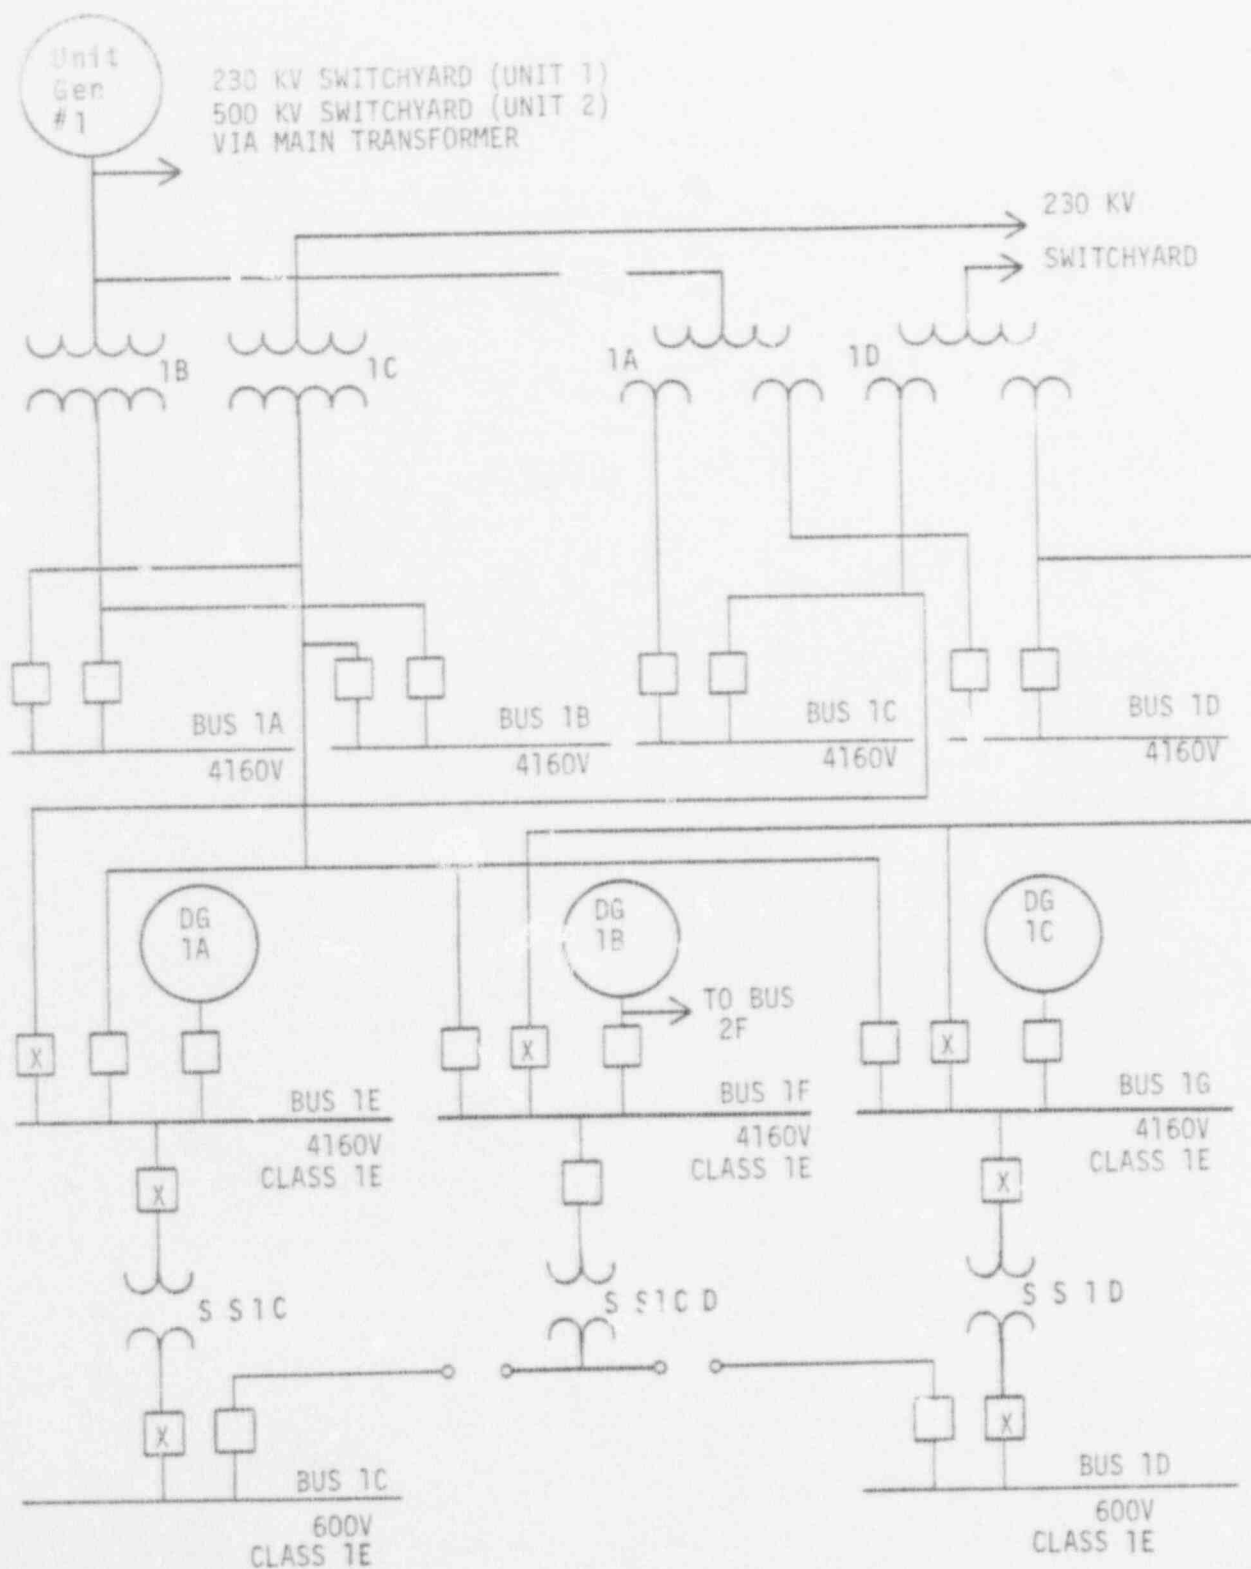 Unit
Gen
#1
230 KV SWITCHYARD (UNIT 1)
500 KV SWITCHYARD (UNIT 2)
VIA MAIN TRANSFORMER
230 KV
SWITCHYARD
1B
1C
1A
1D
BUS 1A
4160V
BUS 1B
4160V
BUS 1C
4160V
BUS 1D
4160V
DG
1A
DG
1B
DG
1C
TO BUS
2F
X
X
X
BUS 1E
4160V
CLASS 1E
BUS 1F
4160V
CLASS 1E
BUS 1G
4160V
CLASS 1E
X
X
S S1C
S S1C D
S S 1 D
X
X
BUS 1C
600V
CLASS 1E
BUS 1D
600V
CLASS 1E